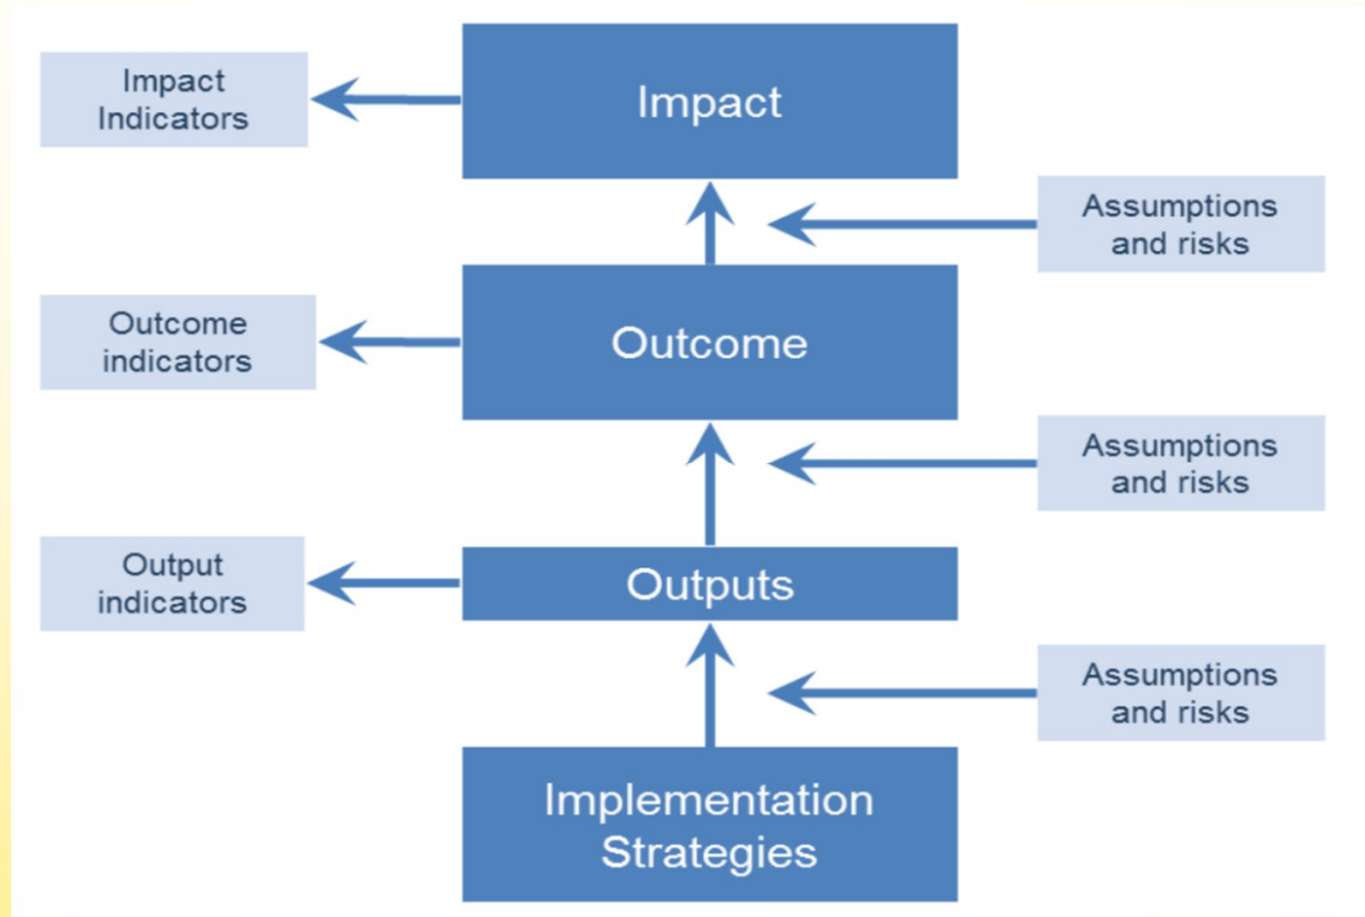 Impact
Indicators
Impact
Assumptions
and risks
Outcome
indicators
Outcome
Assumptions
and risks
Output
indicators
Outputs
Assumptions
and risks
Implementation
Strategies